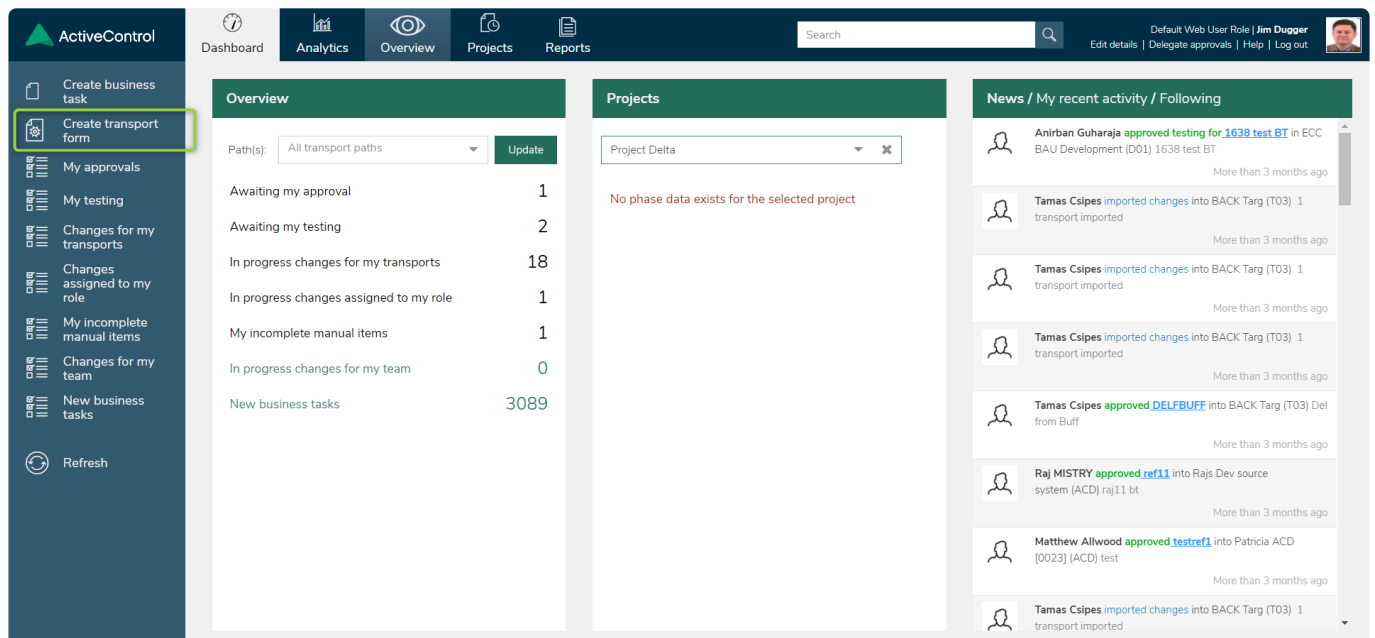 ActiveControl
Dashboard
Analytics
Overview
Projects
Reports
Search
Default Web User Role | Jim Dugger
Edit details | Delegate approvals | Help | Log out
Create business
task
Create transport
form
My approvals
My testing
Changes for my
transports
Changes
assigned to my
role
My incomplete
manual items
Changes for my
team
New business
tasks
Refresh
Overview
Path(s): All transport paths Update
Awaiting my approval 1
Awaiting my testing 2
In progress changes for my transports 18
In progress changes assigned to my role 1
My incomplete manual items 1
In progress changes for my team 0
New business tasks 3089
Projects
Project Delta
No phase data exists for the selected project
News / My recent activity / Following
Anirban Guharaja approved testing for 1638 test BT in ECC
BAU Development (D01) 1638 test BT
More than 3 months ago
Tamas Csipes imported changes into BACK Targ (T03) 1
transport imported
More than 3 months ago
Tamas Csipes imported changes into BACK Targ (T03) 1
transport imported
More than 3 months ago
Tamas Csipes imported changes into BACK Targ (T03) 1
transport imported
More than 3 months ago
Tamas Csipes approved DELFBUFF into BACK Targ (T03) Del
from Buff
More than 3 months ago
Raj MISTRY approved ref11 into Rajs Dev source
system (ACD) raj11 bt
More than 3 months ago
Matthew Allwood approved testref1 into Patricia ACD
[0023] (ACD) test
More than 3 months ago
Tamas Csipes imported changes into BACK Targ (T03) 1
transport imported